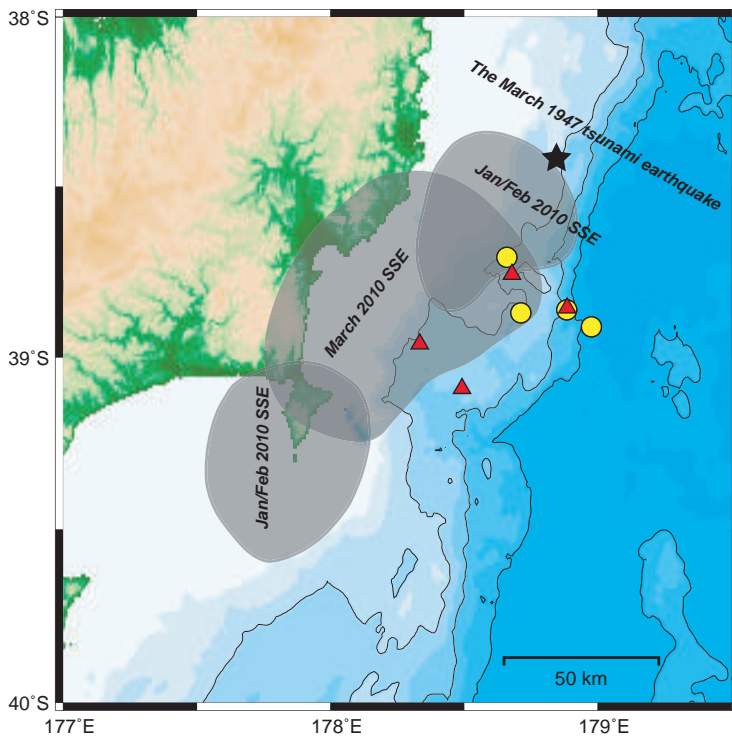 38°S
The March 1947 tsunami earthquake
Jan/Feb 2010 SSE
March 2010 SSE
39°S
Jan/Feb 2010 SSE
50 km
40°S
177°E
178°E
179°E